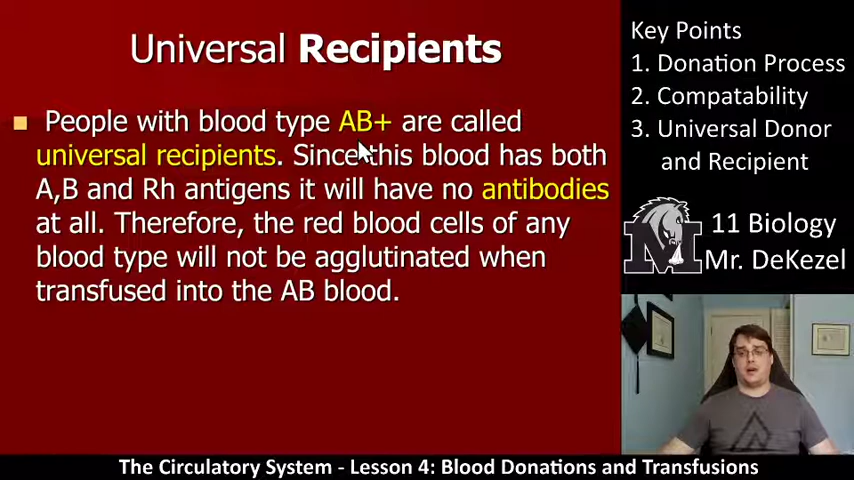 Universal Recipients
People with blood type AB+ are called
universal recipients. Since this blood has both
A,B and Rh antigens it will have no antibodies
at all. Therefore, the red blood cells of any
blood type will not be agglutinated when
transfused into the AB blood.
Key Points
1. Donation Process
2. Compatability
3. Universal Donor
and Recipient
M
11 Biology
Mr. DeKezel
The Circulatory System - Lesson 4: Blood Donations and Transfusions